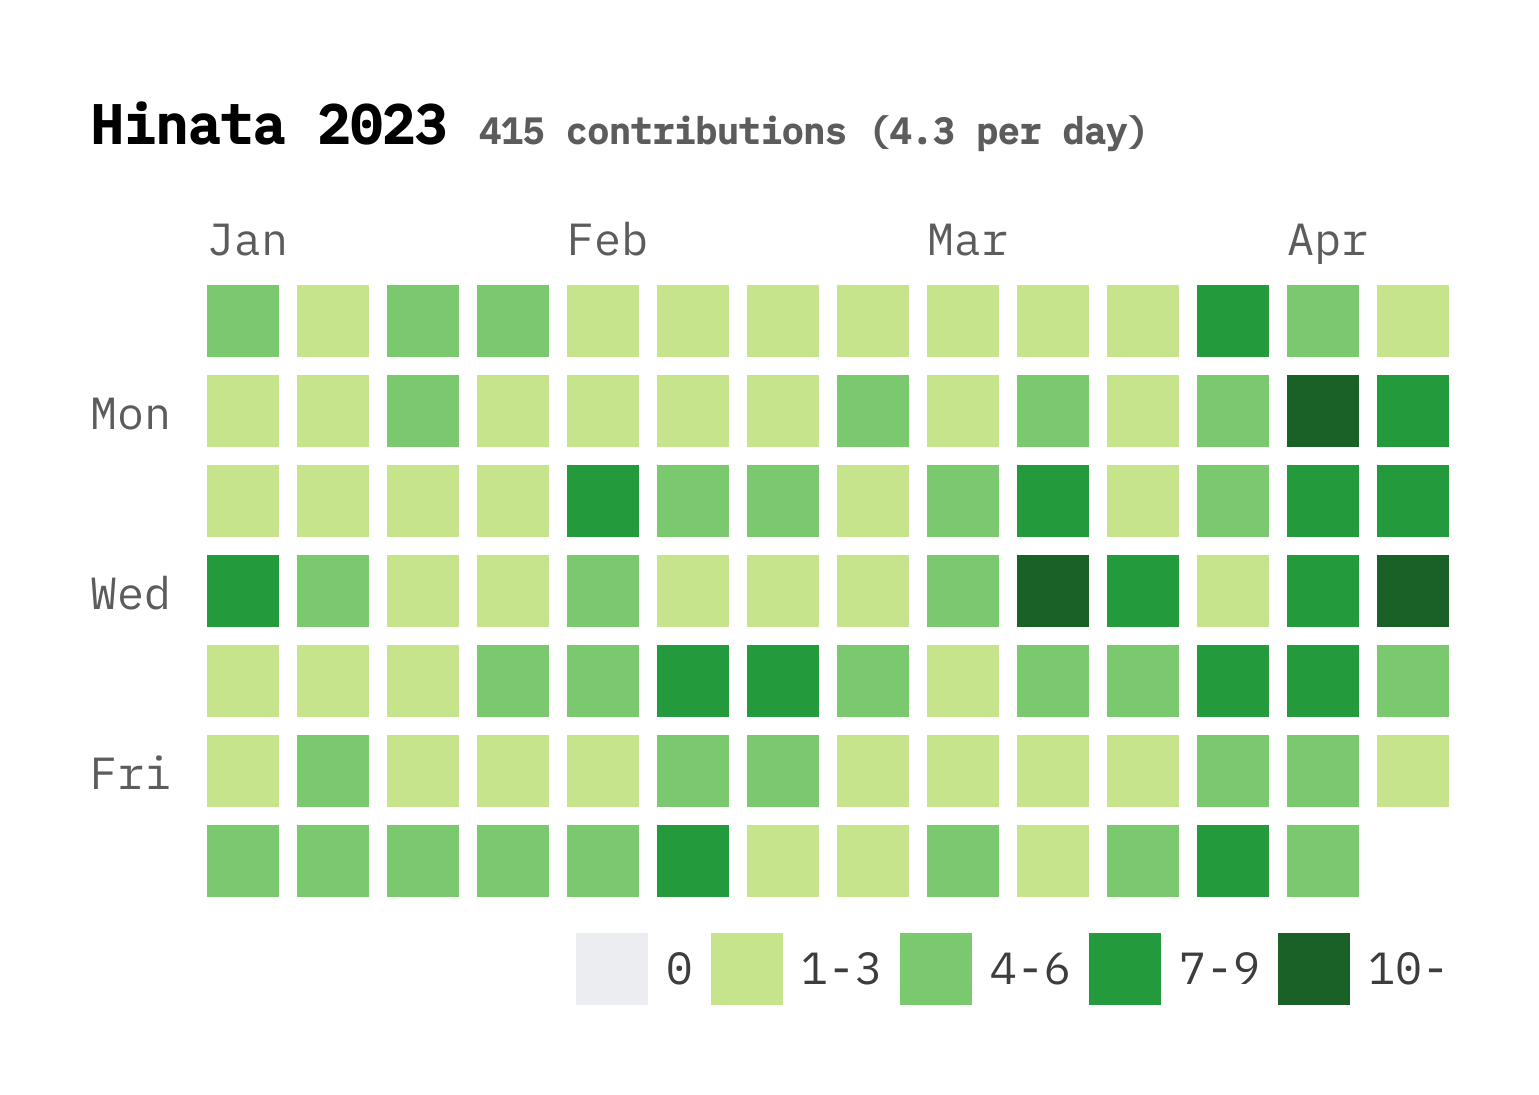 Hinata 2023 415 contributions (4.3 per day)
Jan Feb Mar Apr
Mon
Wed
Fri
0 1-3 4-6 7-9 10-